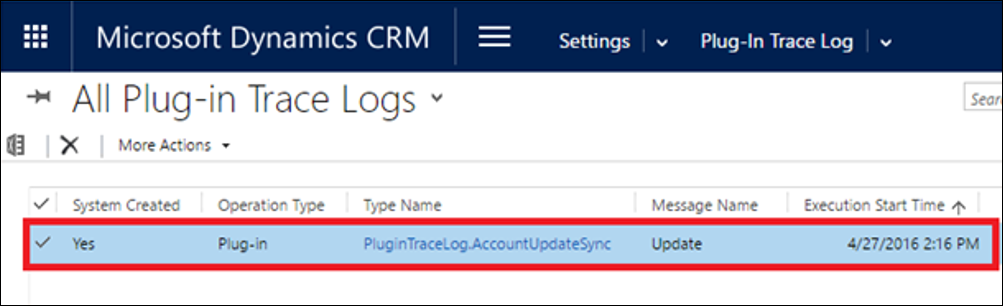 Microsoft Dynamics CRM Settings Plug-In Trace Log
All Plug-in Trace Logs
Sear
More Actions
System Created Operation Type Type Name Message Name Execution Start Time
Yes Plug-in PluginTraceLog.AccountUpdateSync Update 4/27/2016 2:16 PM